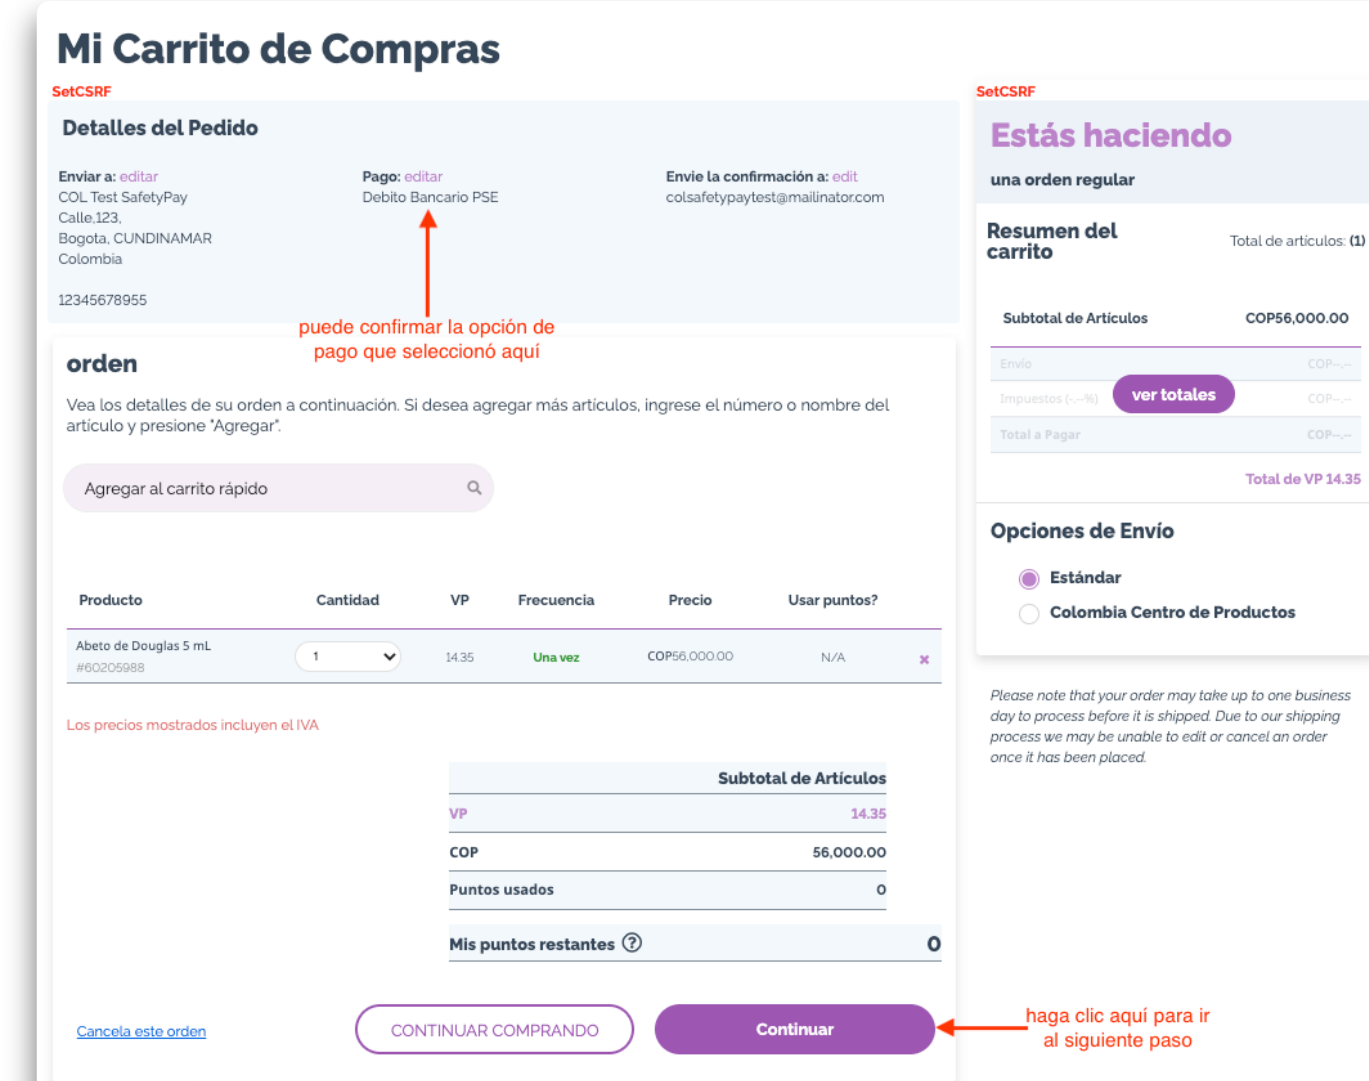 Mi Carrito de Compras
SetCSRF
Detalles del Pedido
Enviar a: editar
COL Test SafetyPay
Calle,123,
Bogota, CUNDINAMAR
Colombia
12345678955
Pago: editar
Debito Bancario PSE
Envie la confirmación a: edit
colsafetypaytest@mailinator.com
puede confirmar la opción de
pago que seleccionó aquí
orden
Vea los detalles de su orden a continuación. Si desea agregar más artículos, ingrese el número o nombre del
artículo y presione "Agregar".
Agregar al carrito rápido
Producto Cantidad VP Frecuencia Precio Usar puntos?
Abeto de Douglas 5 mL
#60205988
1 14.35 Una vez COP56,000.00 N/A
Los precios mostrados incluyen el IVA
Subtotal de Artículos
VP 14.35
COP 56,000.00
Puntos usados 0
Mis puntos restantes ? 0
Cancela este orden
CONTINUAR COMPRANDO
Continuar
haga clic aquí para ir
al siguiente paso
SetCSRF
Estás haciendo
una orden regular
Resumen del
carrito
Total de artículos: (1)
Subtotal de Artículos COP56,000.00
Envío COP--.--
Impuestos (-.--%) COP--.--
ver totales
Total a Pagar COP--.--
Total de VP 14.35
Opciones de Envío
Estándar
Colombia Centro de Productos
Please note that your order may take up to one business
day to process before it is shipped. Due to our shipping
process we may be unable to edit or cancel an order
once it has been placed.